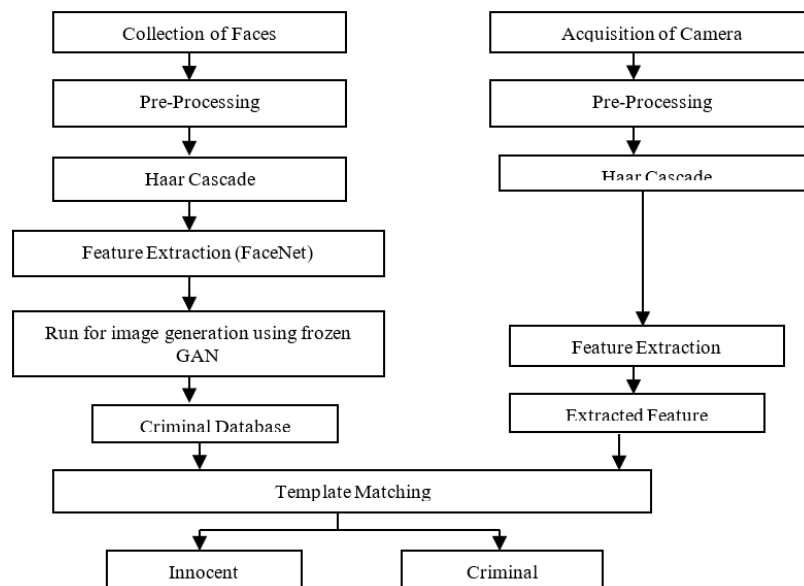 Collection of Faces
Pre-Processing
Haar Cascade
Feature Extraction (FaceNet)
Run for image generation using frozen
GAN
Criminal Database
Acquisition of Camera
Pre-Processing
Haar Cascade
Feature Extraction
Extracted Feature
Template Matching
Innocent
Criminal